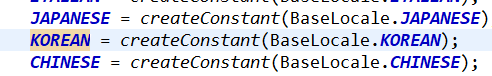 JAPANESE = createConstant(BaseLocale.JAPANESE)
KOREAN = createConstant(BaseLocale.KOREAN);
CHINESE = createConstant(BaseLocale.CHINESE);